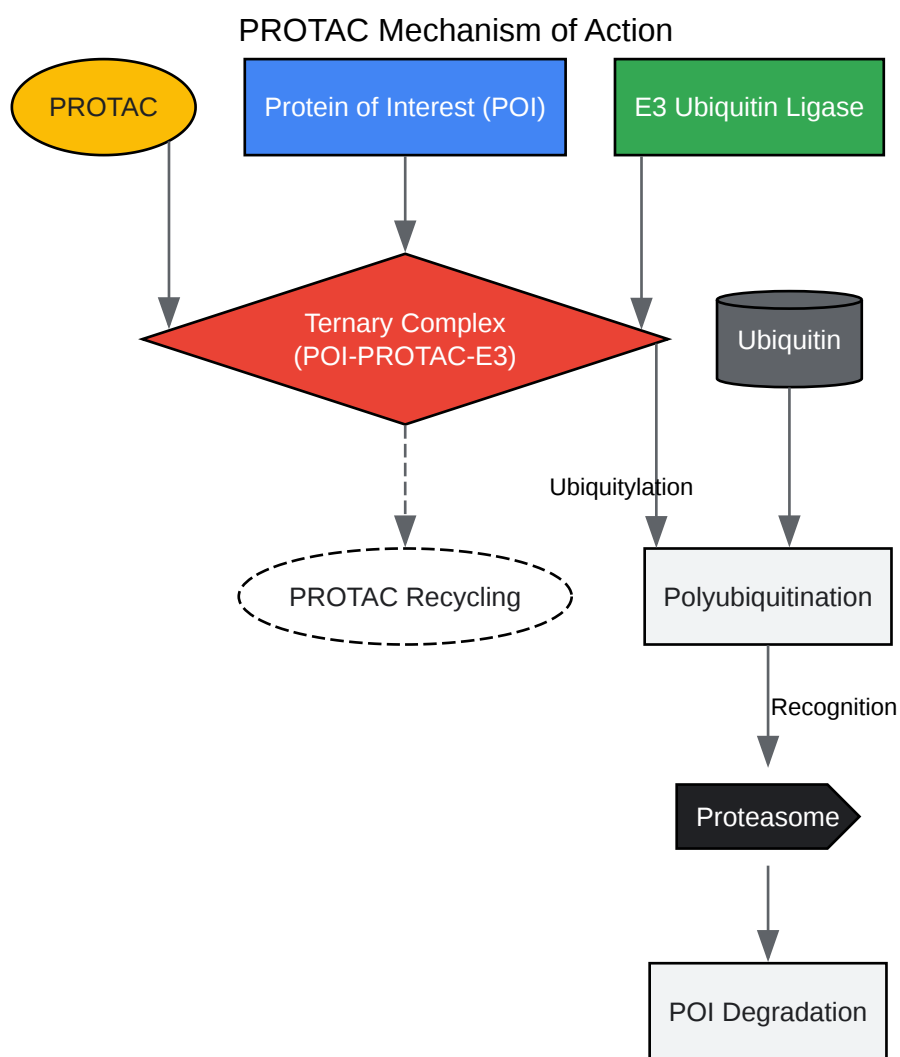 PROTAC Mechanism of Action
PROTAC
Protein of Interest (POI)
E3 Ubiquitin Ligase
Ternary Complex
(POI-PROTAC-E3)
Ubiquitin
Ubiquitylation
PROTAC Recycling
Polyubiquitination
Recognition
Proteasome
POI Degradation